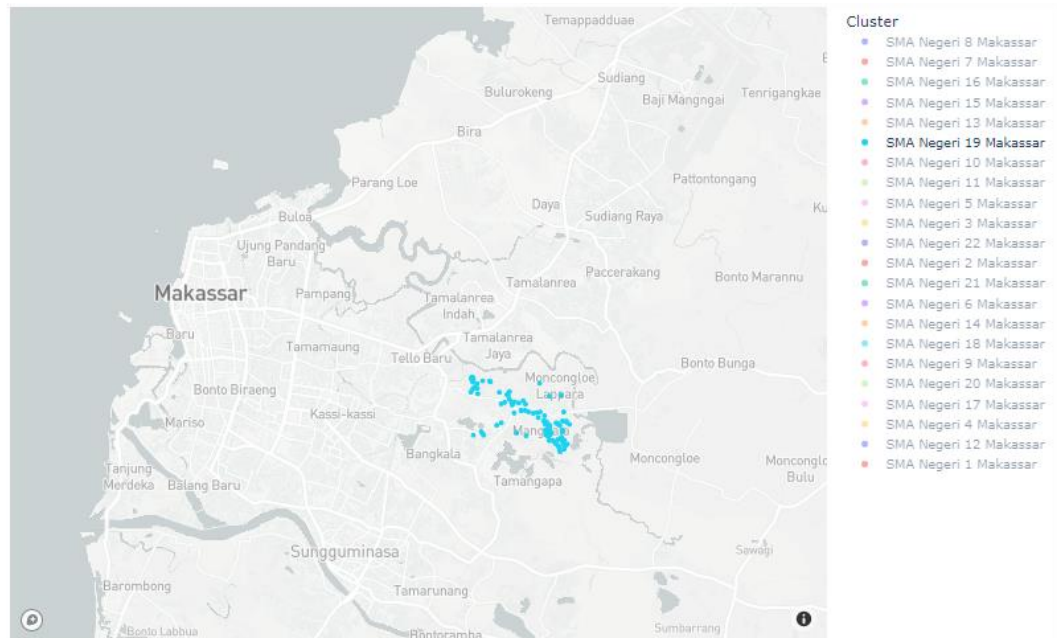 Temappadduae
Sudiang
Bulurokeng
Baji Mangngai
Tenrigangkae
Bira
Parang Loe
Pattontongang
Buloa
Daya
Sudiang Raya
Ku
Ujung Pandang
Baru
Paccerakang
Bonto Marannu
Makassar
Pampang
Tamalanrea
Tamalanrea
Indah
Baru
Tamamaung
Tello Baru
Tamalanrea
Jaya
Bonto Bunga
Bonto Biraeng
Moncongloe
Lappara
Mariso
Kassi-kassi
Bangkala
Moncongloe
Moncongl
Bulu
Tanjung
Merdeka
Balang Baru
Tamangapa
Sungguminasa
Sawagi
Barombong
Tamarunang
Bonto Labbua
Bontoramba
Sumbarrang
Cluster
SMA Negeri 8 Makassar
SMA Negeri 7 Makassar
SMA Negeri 16 Makassar
SMA Negeri 15 Makassar
SMA Negeri 13 Makassar
SMA Negeri 19 Makassar
SMA Negeri 10 Makassar
SMA Negeri 11 Makassar
SMA Negeri 5 Makassar
SMA Negeri 3 Makassar
SMA Negeri 22 Makassar
SMA Negeri 2 Makassar
SMA Negeri 21 Makassar
SMA Negeri 6 Makassar
SMA Negeri 14 Makassar
SMA Negeri 18 Makassar
SMA Negeri 9 Makassar
SMA Negeri 20 Makassar
SMA Negeri 17 Makassar
SMA Negeri 4 Makassar
SMA Negeri 12 Makassar
SMA Negeri 1 Makassar